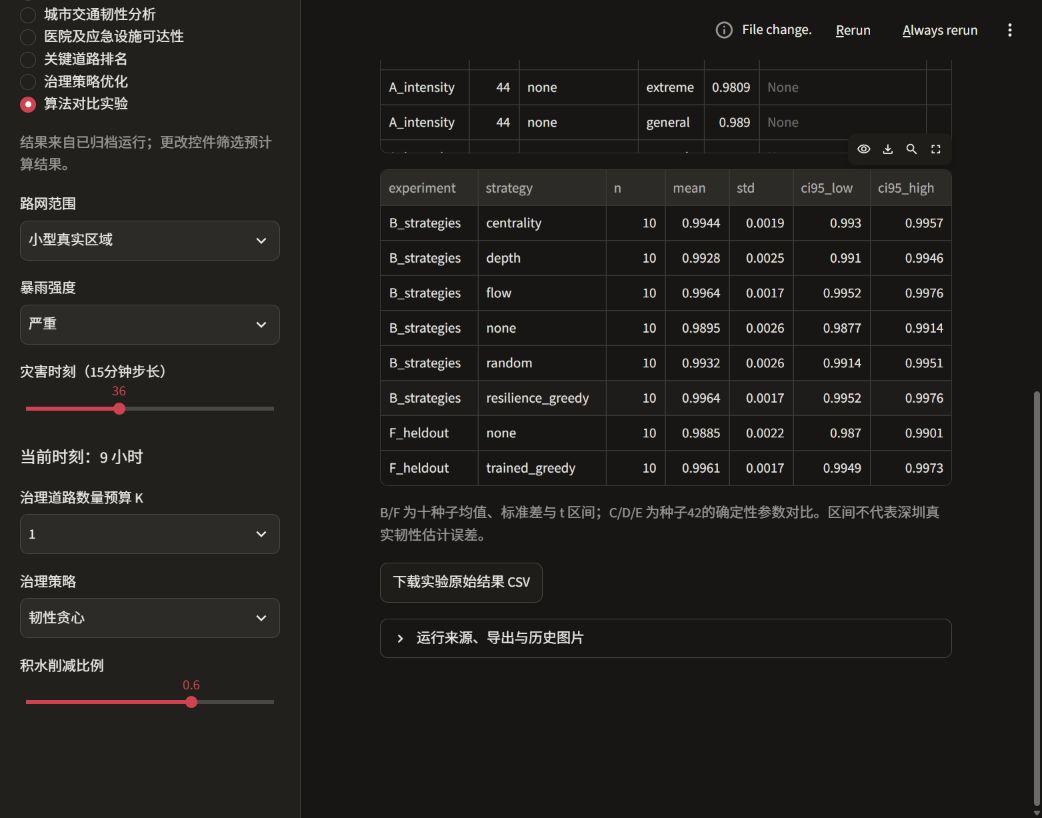 城市交通韧性分析
医院及应急设施可达性
关键道路排名
治理策略优化
算法对比实验
结果来自已归档运行；更改控件筛选预计
算结果。
路网范围
小型真实区域
暴雨强度
严重
灾害时刻（15分钟步长）
36
当前时刻：9 小时
治理道路数量预算 K
1
治理策略
韧性贪心
积水削减比例
0.6
File change. Rerun Always rerun
A_intensity 44 none extreme 0.9809 None
A_intensity 44 none general 0.989 None
experiment strategy n mean std ci95_low ci95_high
B_strategies centrality 10 0.9944 0.0019 0.993 0.9957
B_strategies depth 10 0.9928 0.0025 0.991 0.9946
B_strategies flow 10 0.9964 0.0017 0.9952 0.9976
B_strategies none 10 0.9895 0.0026 0.9877 0.9914
B_strategies random 10 0.9932 0.0026 0.9914 0.9951
B_strategies resilience_greedy 10 0.9964 0.0017 0.9952 0.9976
F_heldout none 10 0.9885 0.0022 0.987 0.9901
F_heldout trained_greedy 10 0.9961 0.0017 0.9949 0.9973
B/F 为十种子均值、标准差与 t 区间；C/D/E 为种子42的确定性参数对比。区间不代表深圳真
实韧性估计误差。
下载实验原始结果 CSV
运行来源、导出与历史图片